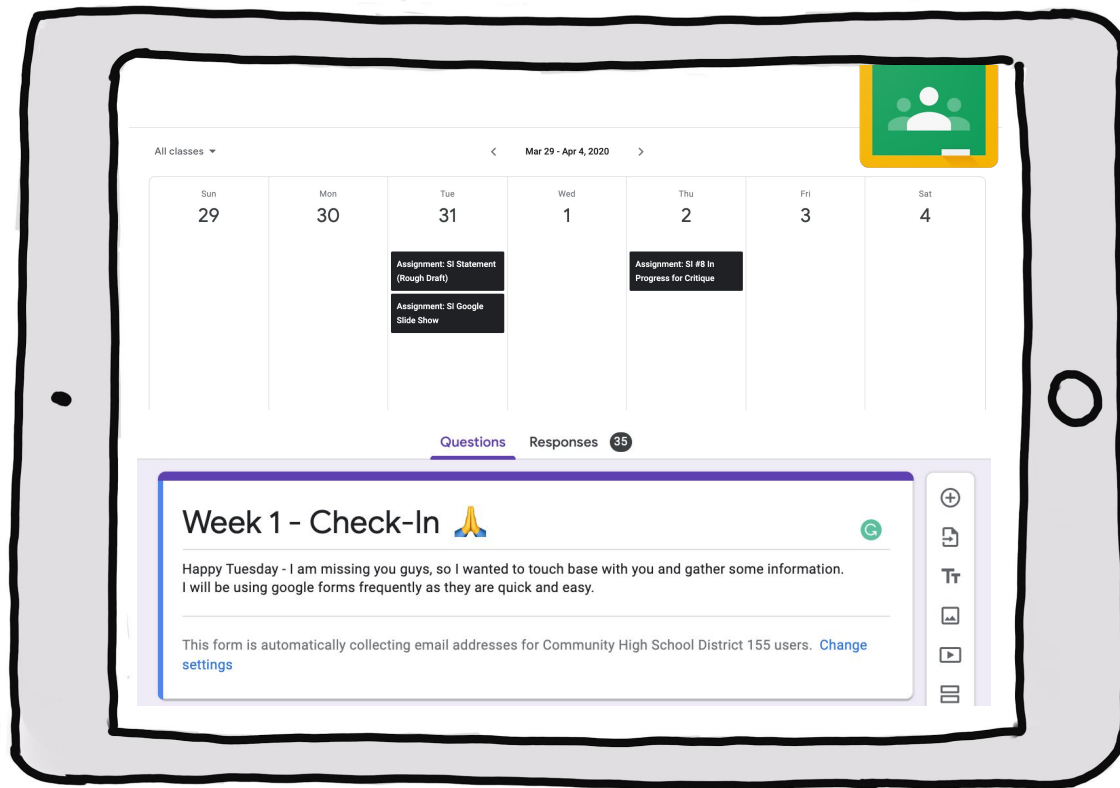 All classes
Mar 29 - Apr 4, 2020
Sun Mon Tue Wed Thu Fri Sat
29 30 31 1 2 3 4
Assignment: SI Statement
(Rough Draft)
Assignment: SI Google
Slide Show
Assignment: SI #8 In
Progress for Critique
Questions Responses 35
Week 1 - Check-In 🙏
Happy Tuesday - I am missing you guys, so I wanted to touch base with you and gather some information.
I will be using google forms frequently as they are quick and easy.
This form is automatically collecting email addresses for Community High School District 155 users. Change
settings
G
Tт